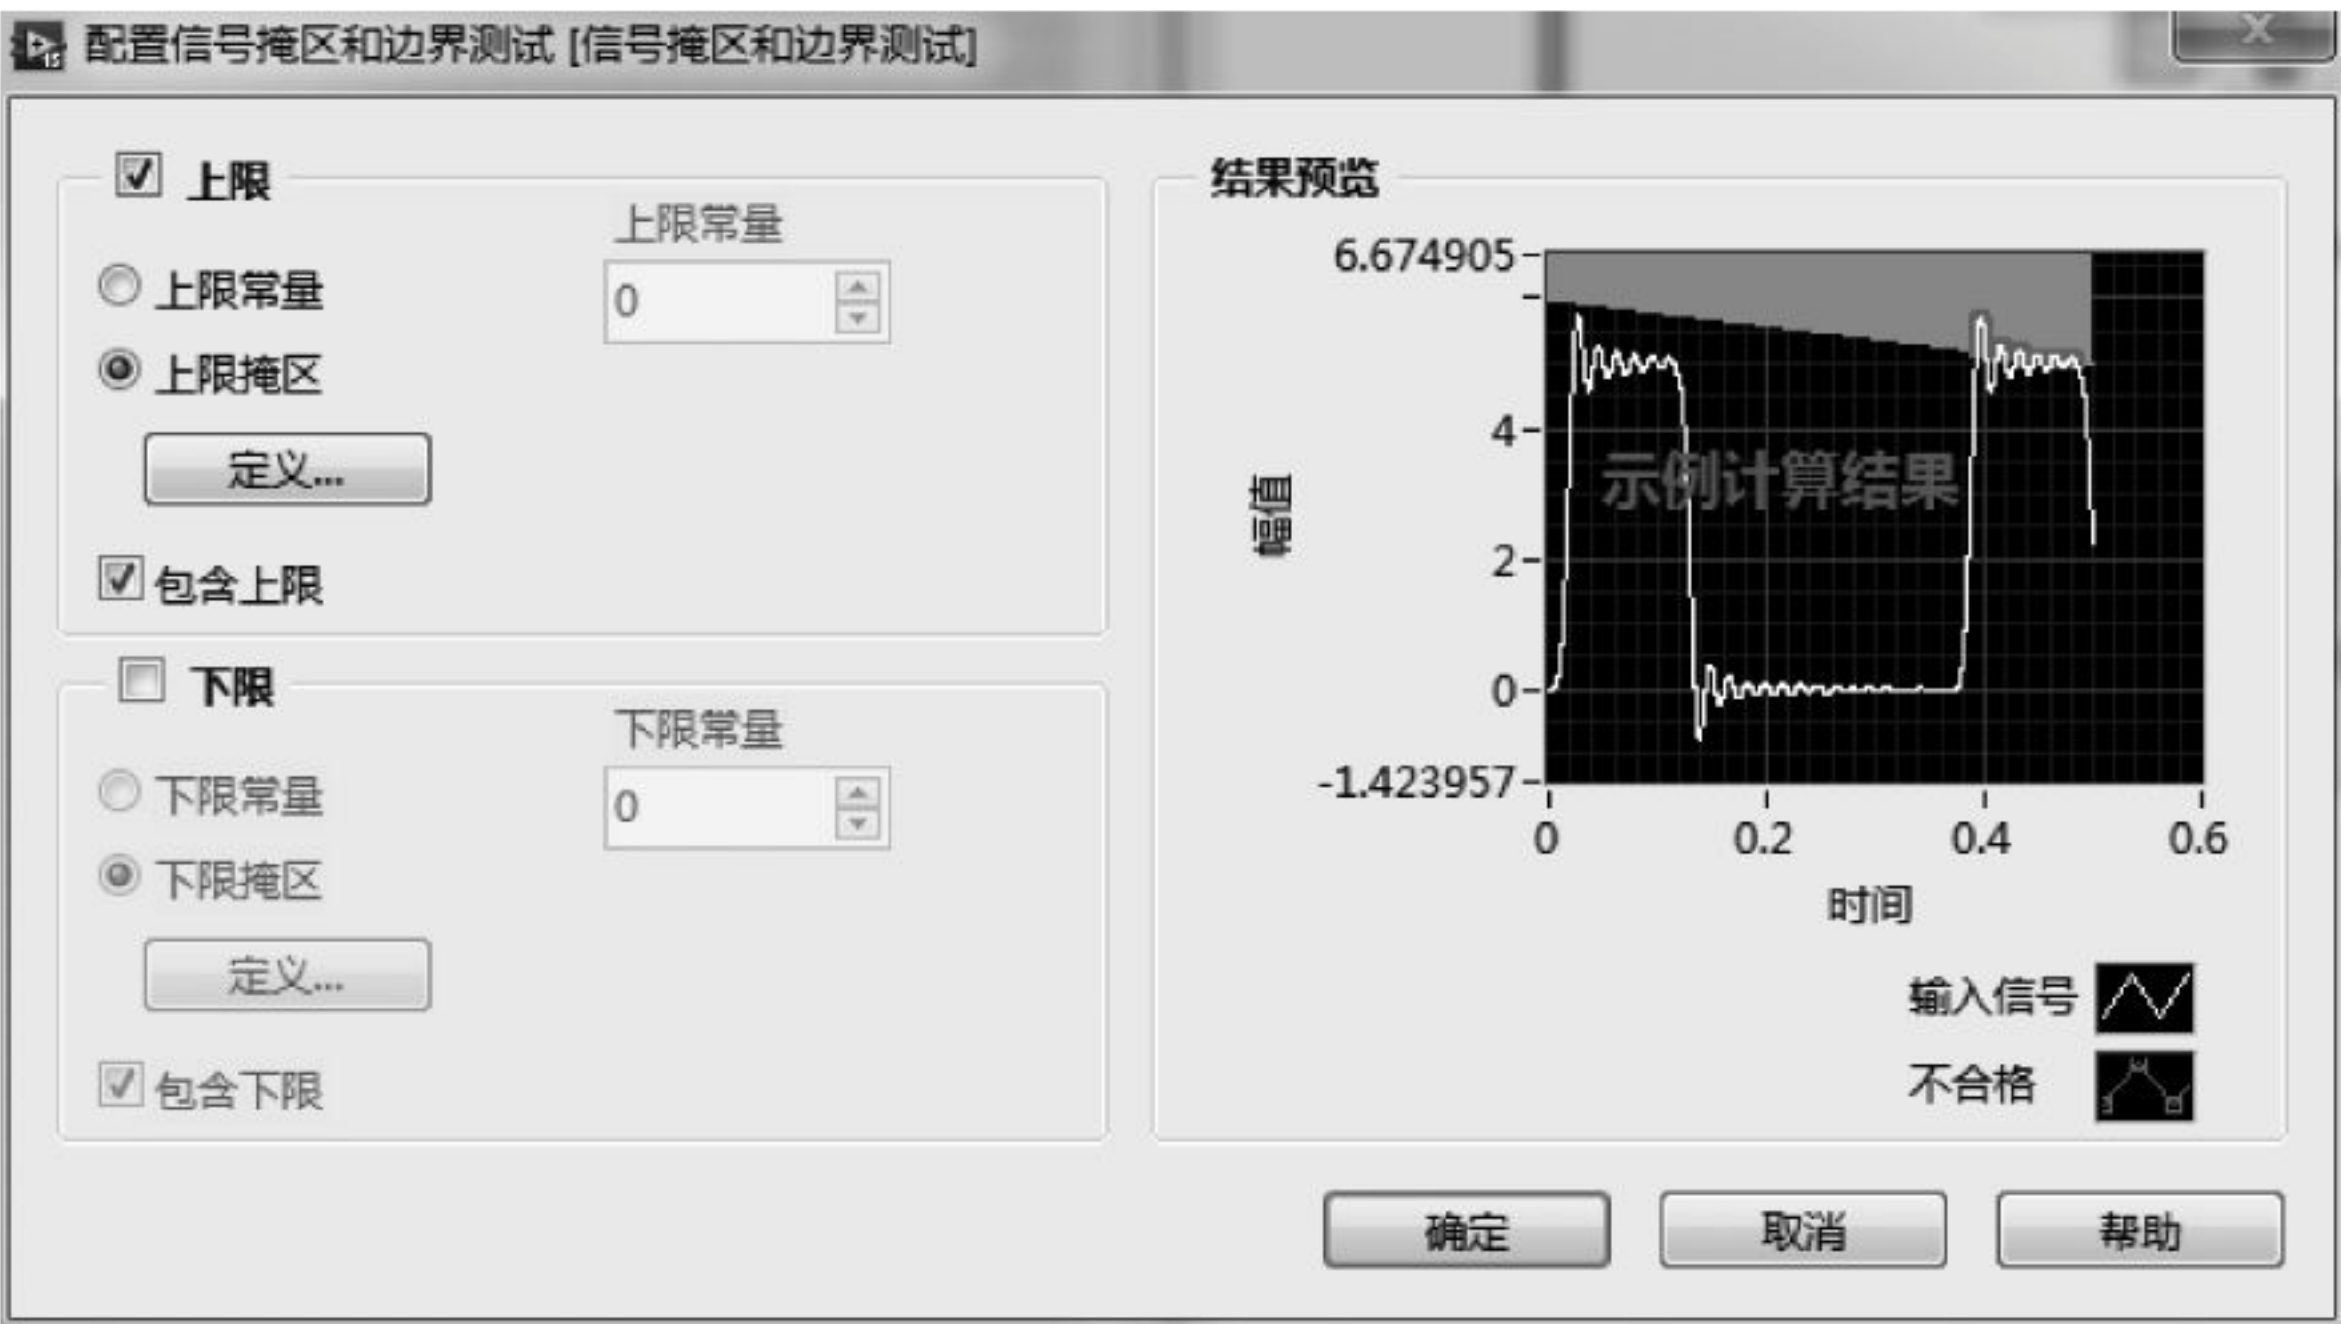 配置信号掩区和边界测试 [信号掩区和边界测试]
上限
上限常量
0
上限常量
上限掩区
定义...
包含上限
下限
下限常量
0
下限常量
下限掩区
定义...
包含下限
结果预览
6.674905
4
2
0
-1.423957
幅值
示例计算结果
0 0.2 0.4 0.6
时间
输入信号
不合格
确定 取消 帮助